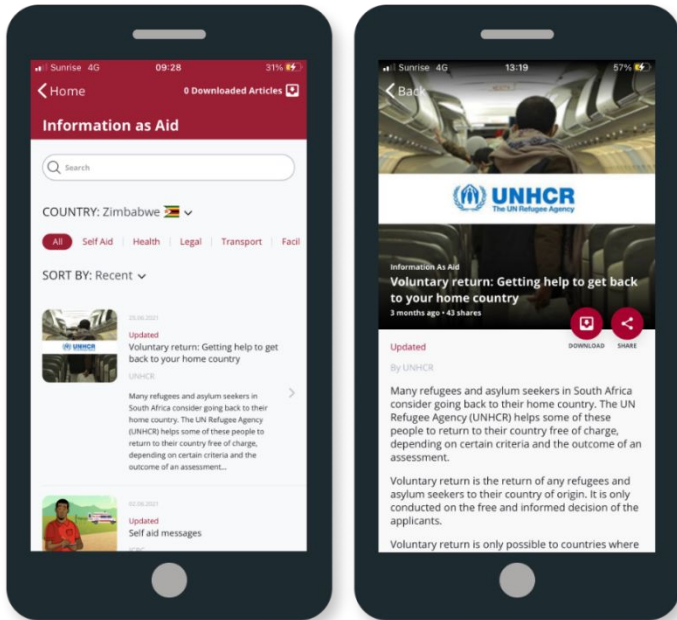 Sunrise 4G 09:28 31%
Home 0 Downloaded Articles
Information as Aid
Search
COUNTRY: Zimbabwe
All Self Aid Health Legal Transport Facil
SORT BY: Recent
UNHCR
25.06.2021
Updated
Voluntary return: Getting help to get
back to your home country
UNHCR
Many refugees and asylum seekers in
South Africa consider going back to their
home country. The UN Refugee Agency
(UNHCR) helps some of these people to
return to their country free of charge,
depending on certain criteria and the
outcome of an assessment...
02.06.2021
Updated
Self aid messages
ICRC
Sunrise 4G 13:19 57%
Back
UNHCR
The UN Refugee Agency
Information As Aid
Voluntary return: Getting help to get back
to your home country
3 months ago • 43 shares
DOWNLOAD SHARE
Updated
By UNHCR
Many refugees and asylum seekers in South Africa
consider going back to their home country. The UN
Refugee Agency (UNHCR) helps some of these
people to return to their country free of charge,
depending on certain criteria and the outcome of an
assessment.
Voluntary return is the return of any refugees and
asylum seekers to their country of origin. It is only
conducted on the free and informed decision of the
applicants.
Voluntary return is only possible to countries where